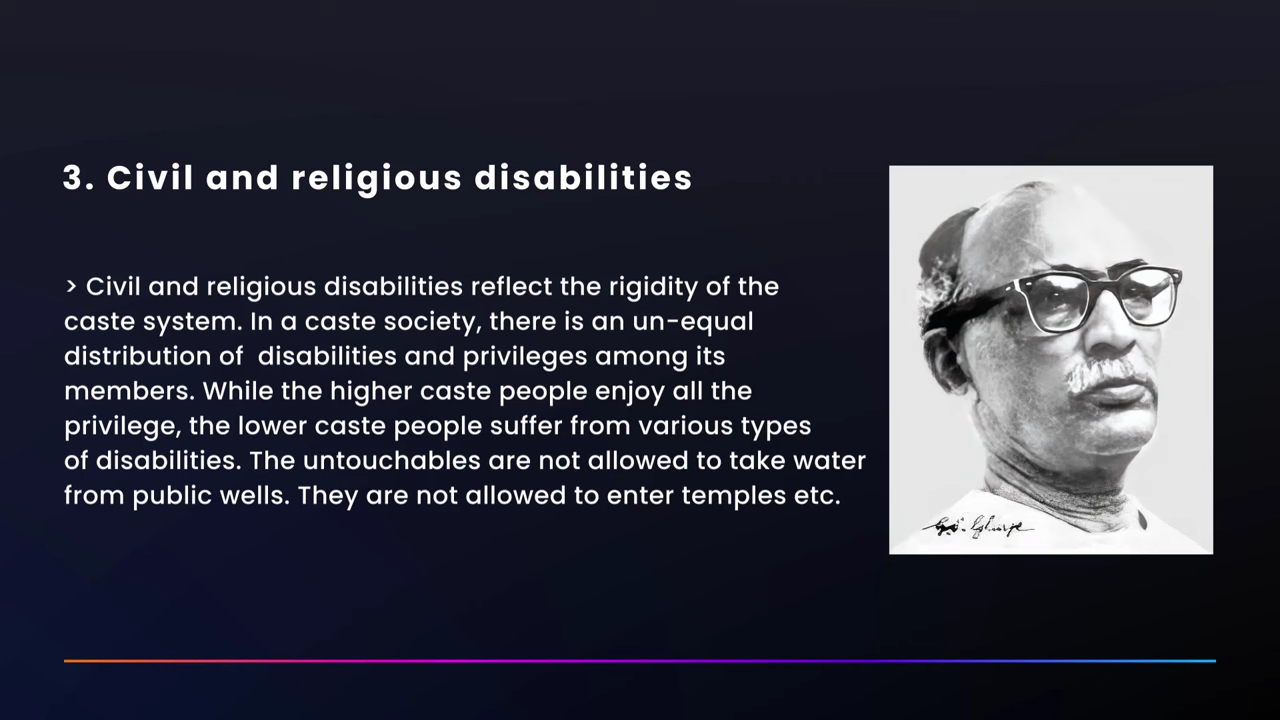 3. Civil and religious disabilities
> Civil and religious disabilities reflect the rigidity of the
caste system. In a caste society, there is an un-equal
distribution of  disabilities and privileges among its
members. While the higher caste people enjoy all the
privilege, the lower caste people suffer from various types
of disabilities. The untouchables are not allowed to take water
from public wells. They are not allowed to enter temples etc.